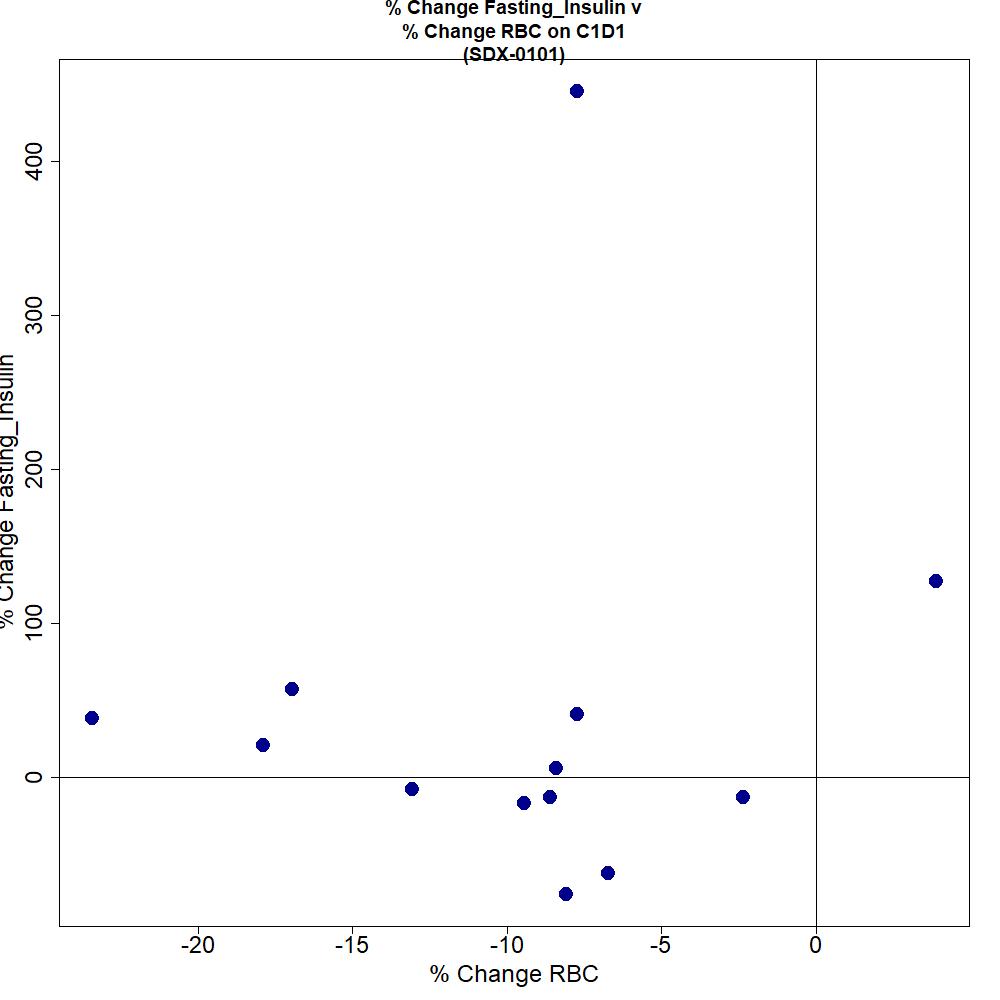 % Change Fasting_Insulin v
% Change RBC on C1D1
(SDX-0101)
% Change Fasting_Insulin
400
300
200
100
0
-20
-15
-10
-5
0
% Change RBC